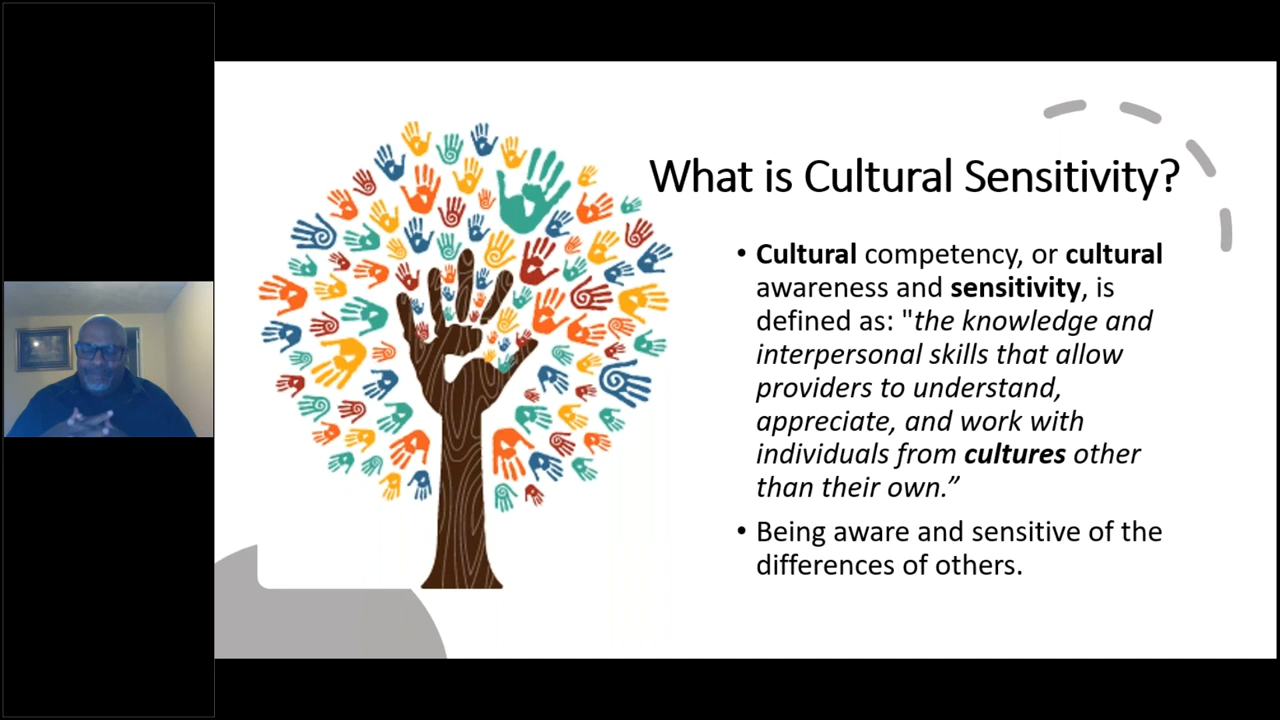 What is Cultural Sensitivity?
• Cultural competency, or cultural
awareness and sensitivity, is
defined as: "the knowledge and
interpersonal skills that allow
providers to understand,
appreciate, and work with
individuals from cultures other
than their own.”
• Being aware and sensitive of the
differences of others.